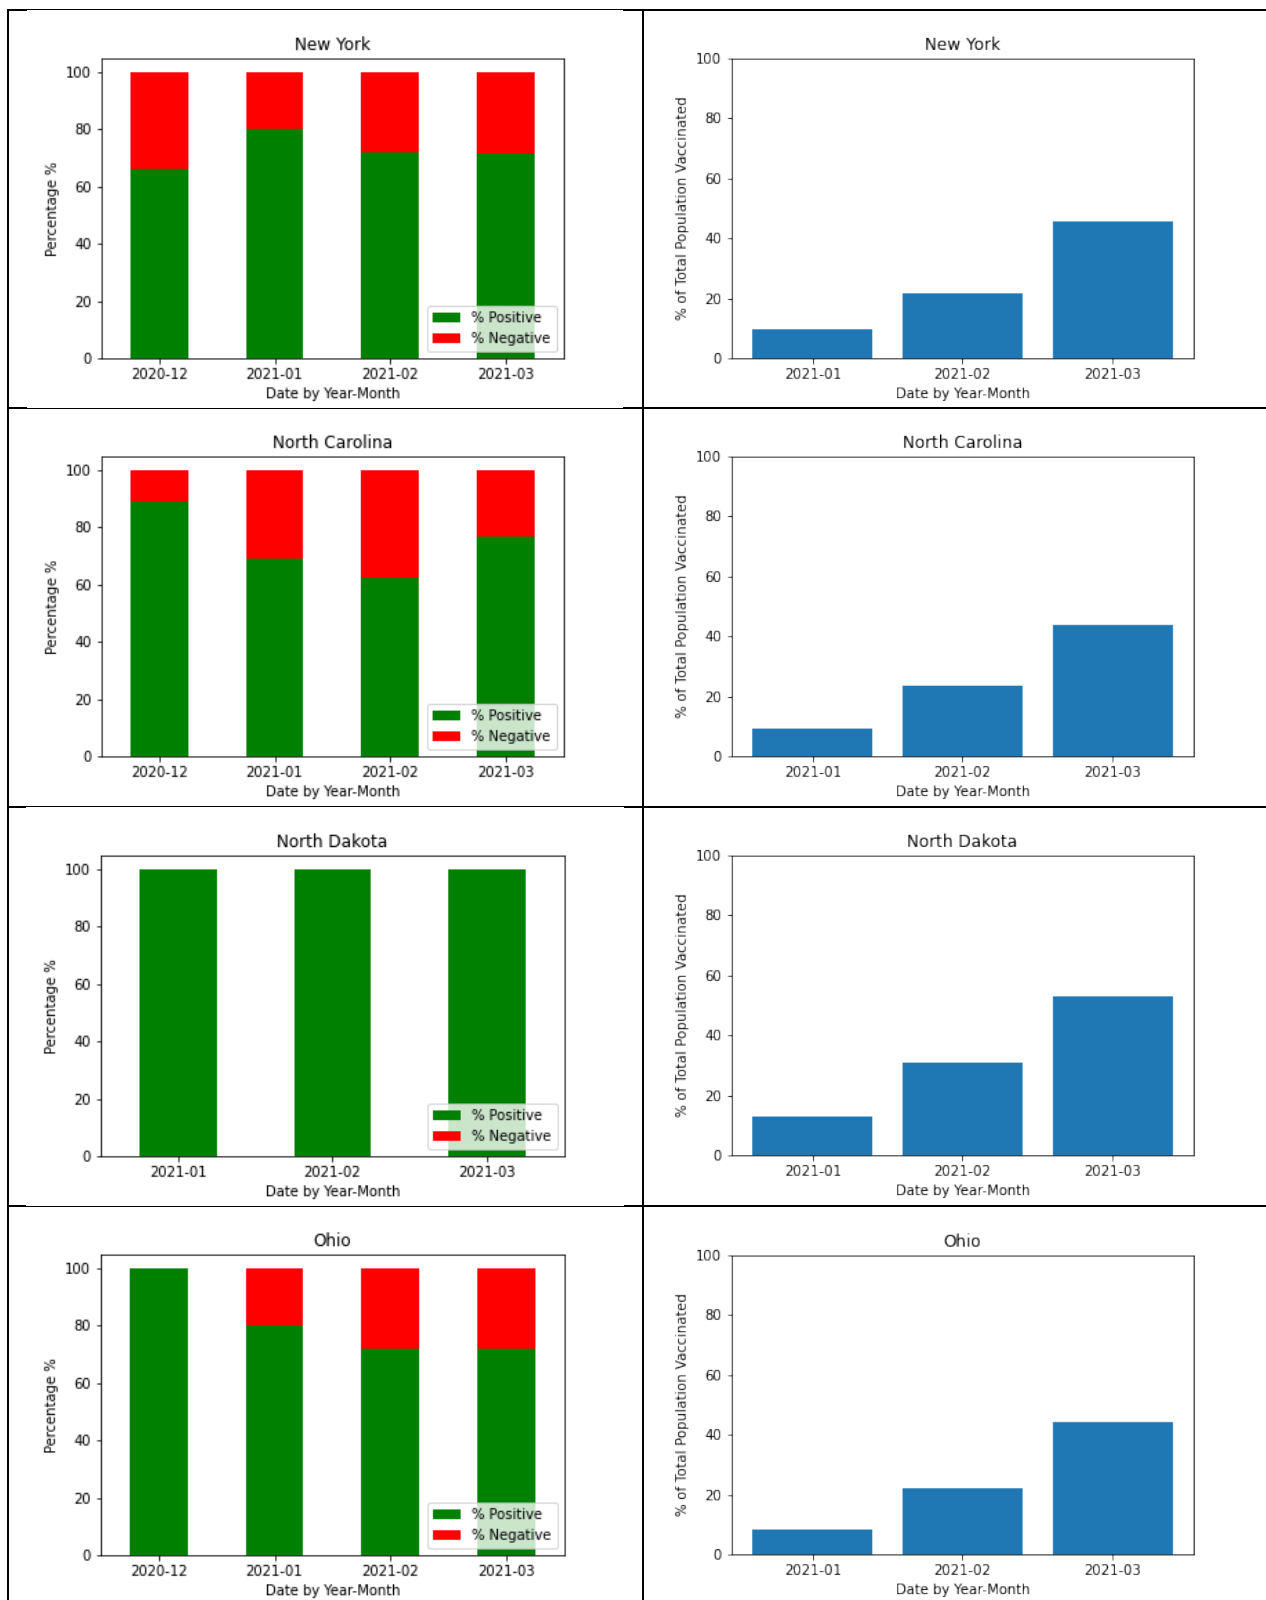 New York
100
80
60
40
20
0
Percentage %
% Positive
% Negative
2020-12 2021-01 2021-02 2021-03
Date by Year-Month
New York
100
80
60
40
20
0
% of Total Population Vaccinated
2021-01 2021-02 2021-03
Date by Year-Month
North Carolina
100
80
60
40
20
0
Percentage %
% Positive
% Negative
2020-12 2021-01 2021-02 2021-03
Date by Year-Month
North Carolina
100
80
60
40
20
0
% of Total Population Vaccinated
2021-01 2021-02 2021-03
Date by Year-Month
North Dakota
100
80
60
40
20
0
Percentage %
% Positive
% Negative
2021-01 2021-02 2021-03
Date by Year-Month
North Dakota
100
80
60
40
20
0
% of Total Population Vaccinated
2021-01 2021-02 2021-03
Date by Year-Month
Ohio
100
80
60
40
20
0
Percentage %
% Positive
% Negative
2020-12 2021-01 2021-02 2021-03
Date by Year-Month
Ohio
100
80
60
40
20
0
% of Total Population Vaccinated
2021-01 2021-02 2021-03
Date by Year-Month